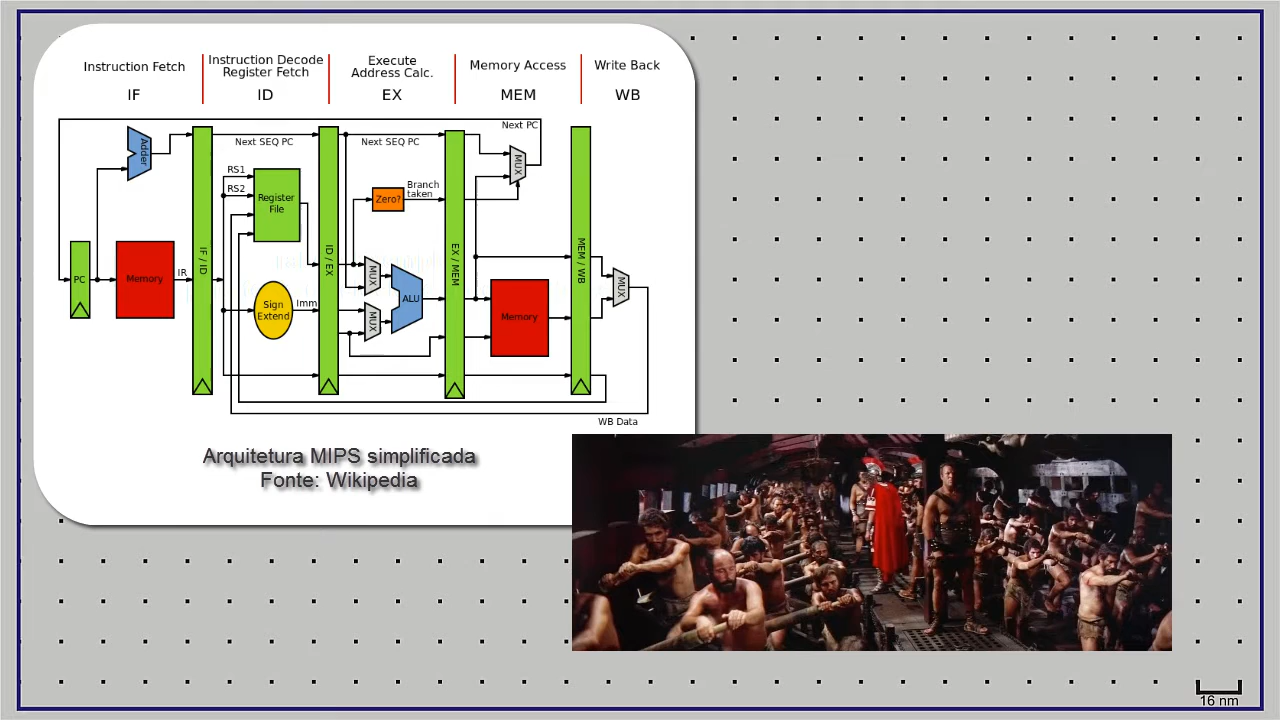 Instruction Fetch
IF
Instruction Decode
Register Fetch
ID
Execute
Address Calc.
EX
Memory Access
MEM
Write Back
WB
Next PC
Adder
Next SEQ PC
Next SEQ PC
MUX
RS1
RS2
Register
File
Zero?
Branch
taken
IF / ID
ID / EX
EX / MEM
MEM / WB
PC
Memory
IR
MUX
ALU
MUX
Sign
Extend
Imm
MUX
Memory
WB Data
Arquitetura MIPS simplificada
Fonte: Wikipedia
16 nm